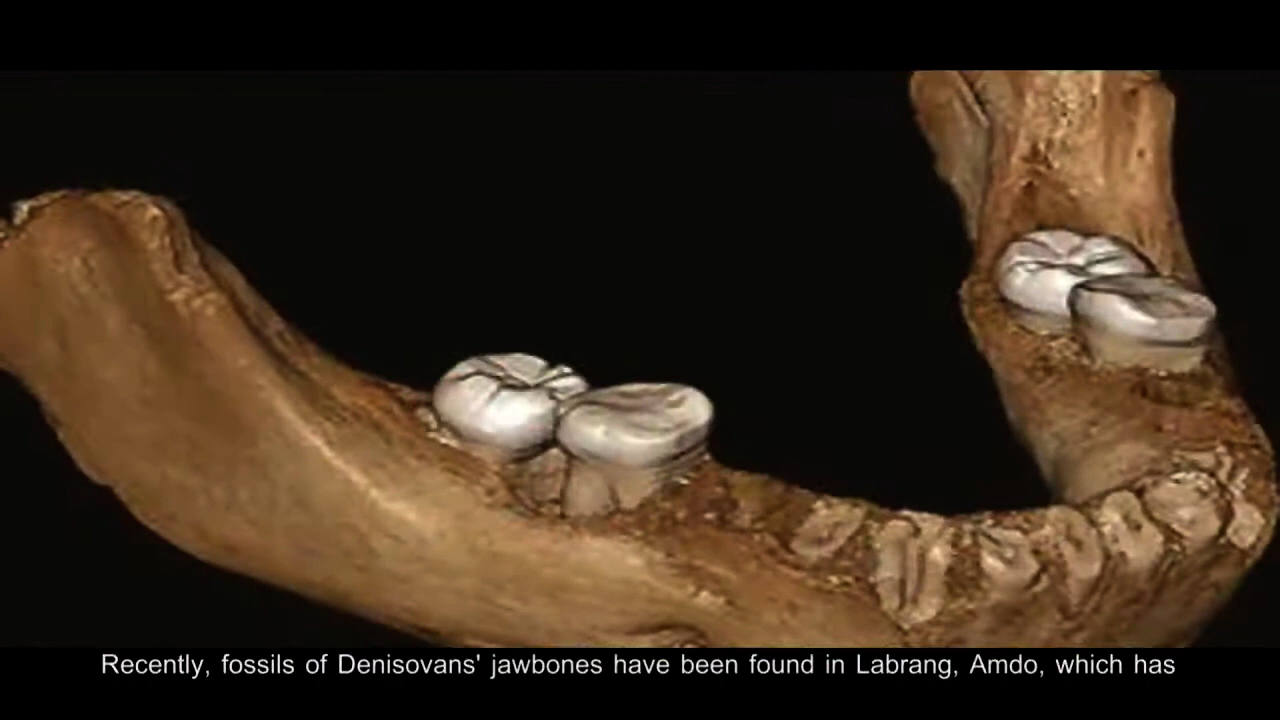 Recently, fossils of Denisovans' jawbones have been found in Labrang, Amdo, which has